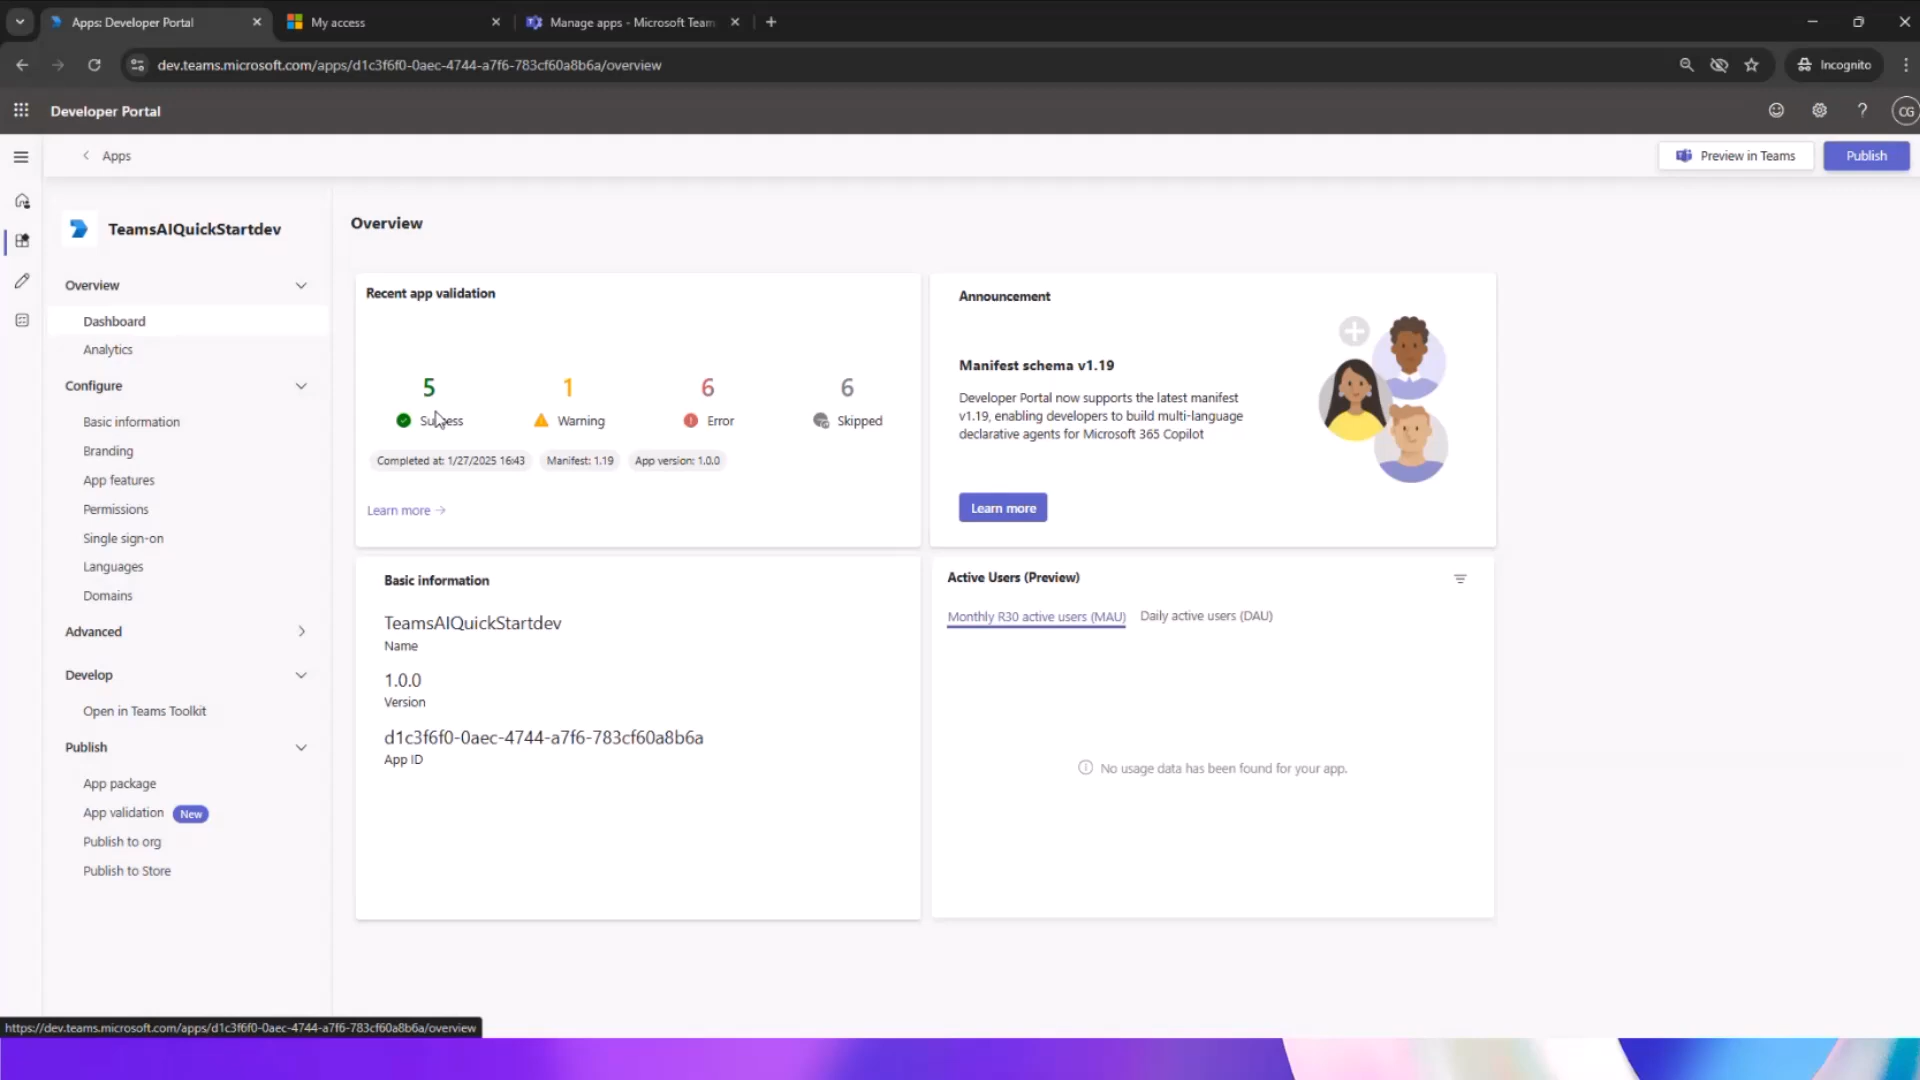 Apps: Developer Portal
My access
Manage apps - Microsoft Team
dev.teams.microsoft.com/apps/d1c3f6f0-0aec-4744-a7f6-783cf60a8b6a/overview
Incognito
Developer Portal
CG
Apps
Preview in Teams
Publish
TeamsAIQuickStartdev
Overview
Dashboard
Analytics
Configure
Basic information
Branding
App features
Permissions
Single sign-on
Languages
Domains
Advanced
Develop
Open in Teams Toolkit
Publish
App package
App validation New
Publish to org
Publish to Store
Overview
Recent app validation
5
Success
1
Warning
6
Error
6
Skipped
Completed at: 1/27/2025 16:43
Manifest: 1.19
App version: 1.0.0
Learn more
Announcement
Manifest schema v1.19
Developer Portal now supports the latest manifest
v1.19, enabling developers to build multi-language
declarative agents for Microsoft 365 Copilot
Learn more
Basic information
TeamsAIQuickStartdev
Name
1.0.0
Version
d1c3f6f0-0aec-4744-a7f6-783cf60a8b6a
App ID
Active Users (Preview)
Monthly R30 active users (MAU)
Daily active users (DAU)
No usage data has been found for your app.
https://dev.teams.microsoft.com/apps/d1c3f6f0-0aec-4744-a7f6-783cf60a8b6a/overview